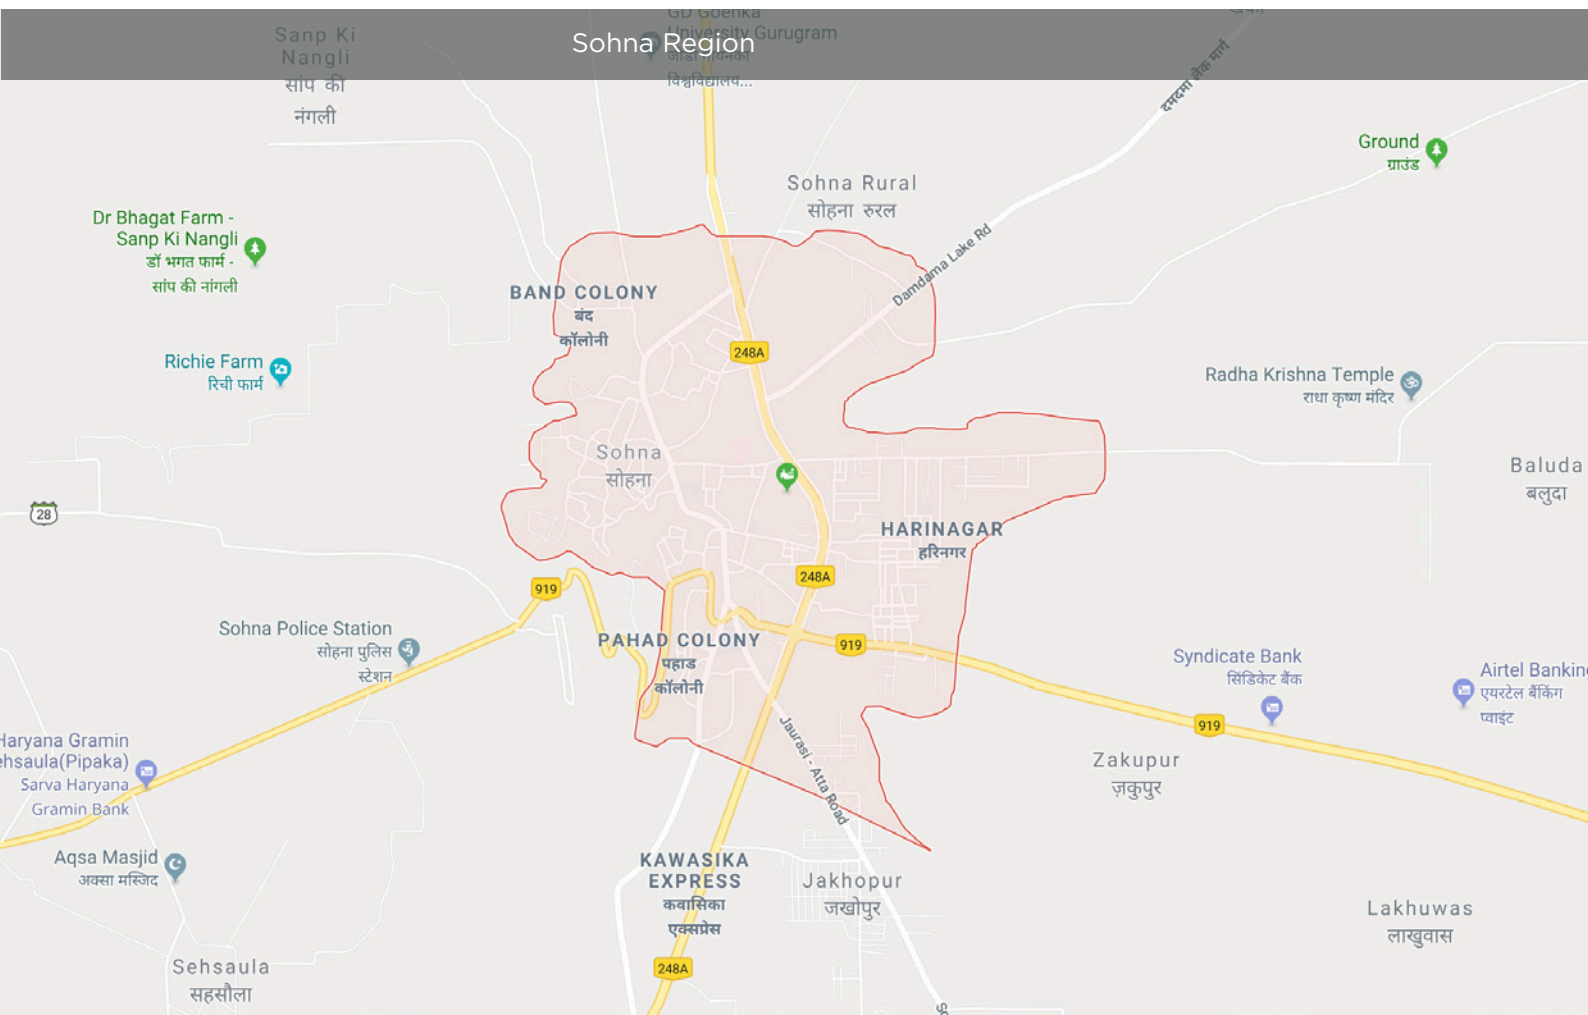 Sohna Region
GD Goenka
University Gurugram
जीडी गोयनका
विश्वविद्यालय...
Sanp Ki
Nangli
सांप की
नंगली
दमदमा लेक मार्ग
Ground
ग्राउंड
Sohna Rural
सोहना रुरल
Dr Bhagat Farm -
Sanp Ki Nangli
डॉ भगत फार्म -
सांप की नांगली
Damdama Lake Rd
BAND COLONY
बंद
कॉलोनी
248A
Richie Farm
रिची फार्म
Radha Krishna Temple
राधा कृष्ण मंदिर
Sohna
सोहना
Baluda
बलुदा
28
HARINAGAR
हरिनगर
248A
919
Sohna Police Station
सोहना पुलिस
स्टेशन
PAHAD COLONY
पहाड
कॉलोनी
919
Syndicate Bank
सिंडिकेट बैंक
Airtel Banking
एयरटेल बैंकिंग
प्वाइंट
919
Jaurasi - Atta Road
Haryana Gramin
ehsaula(Pipaka)
Sarva Haryana
Gramin Bank
Zakupur
ज़कुपुर
Aqsa Masjid
अक्सा मस्जिद
KAWASIKA
EXPRESS
कवासिका
एक्सप्रेस
Jakhopur
जखोपुर
Lakhuwas
लाखुवास
Sehsaula
सहसौला
248A